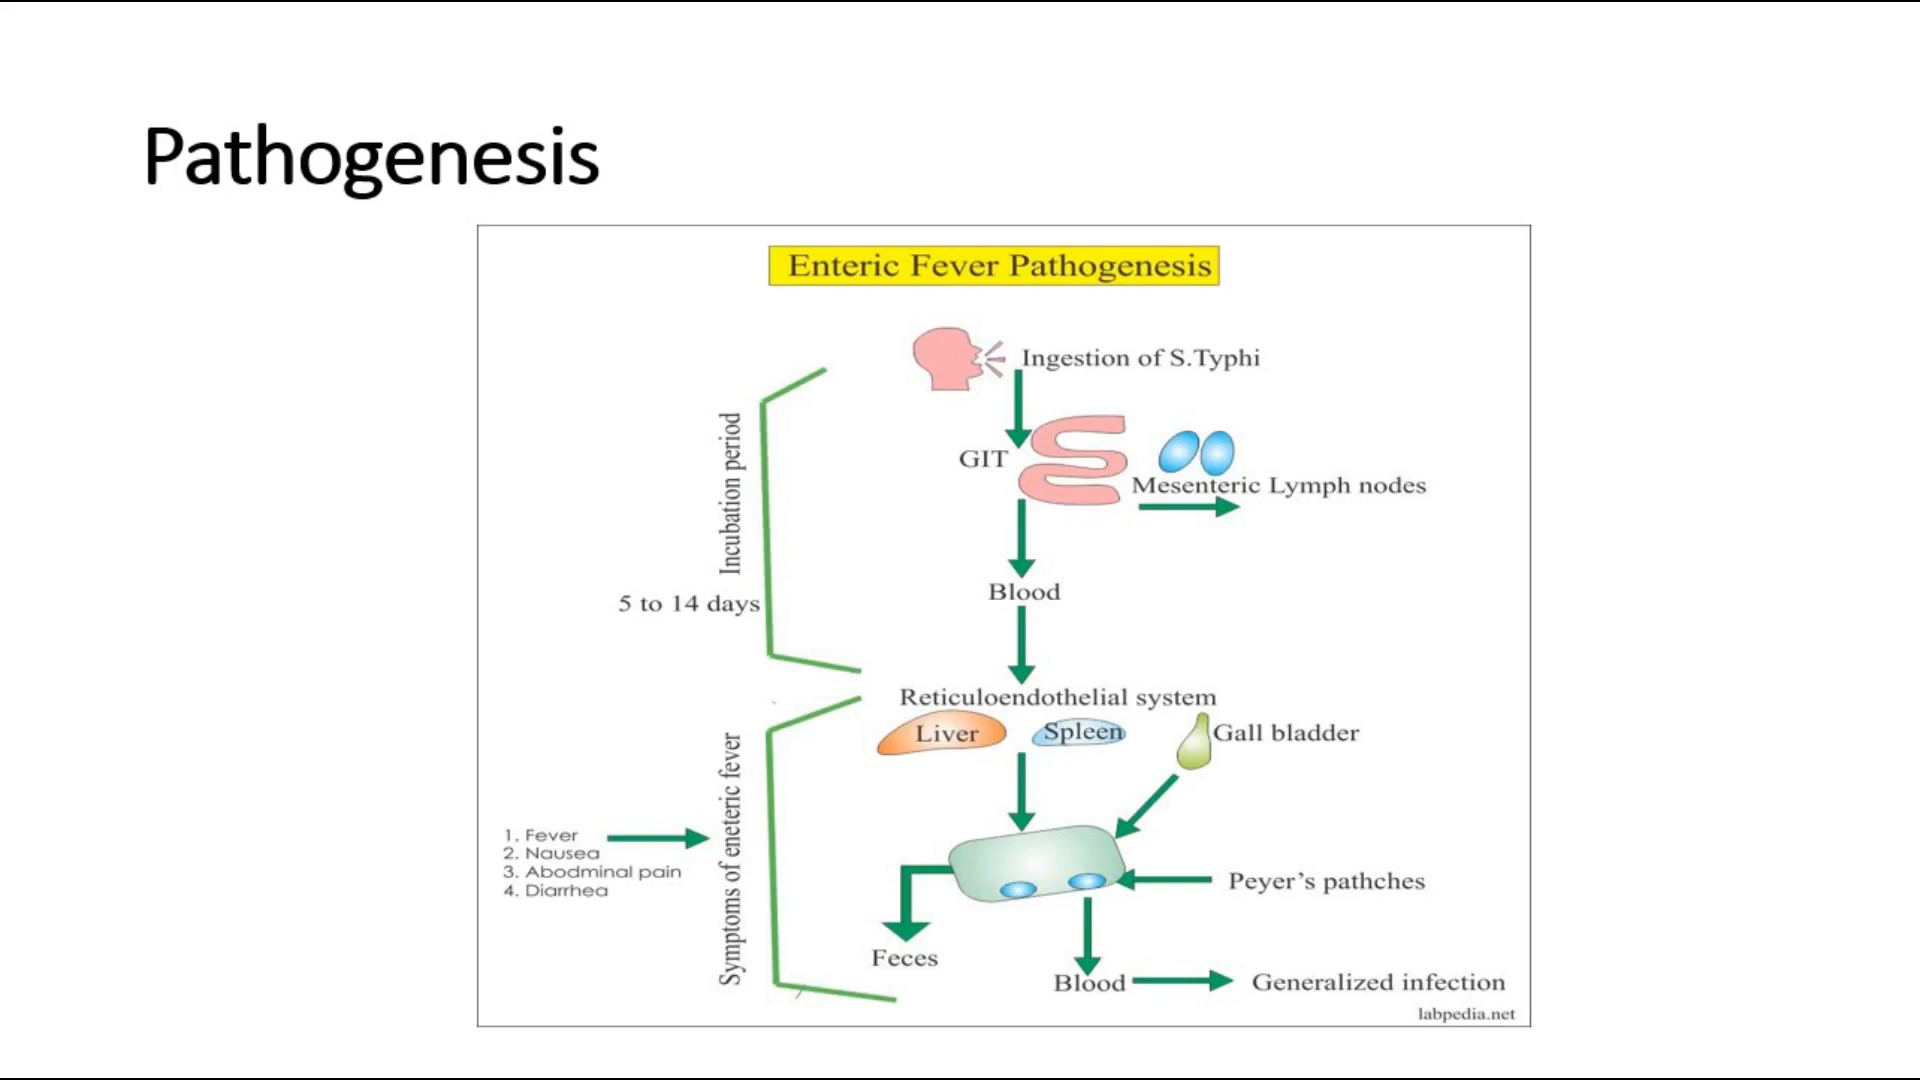 Pathogenesis
Enteric Fever Pathogenesis
Ingestion of S.Typhi
GIT
Mesenteric Lymph nodes
Incubation period
5 to 14 days
Blood
Reticuloendothelial system
Liver
Spleen
Gall bladder
Symptoms of eneteric fever
1. Fever
2. Nausea
3. Abodminal pain
4. Diarrhea
Peyer's pathches
Feces
Blood
Generalized infection
labpedia.net